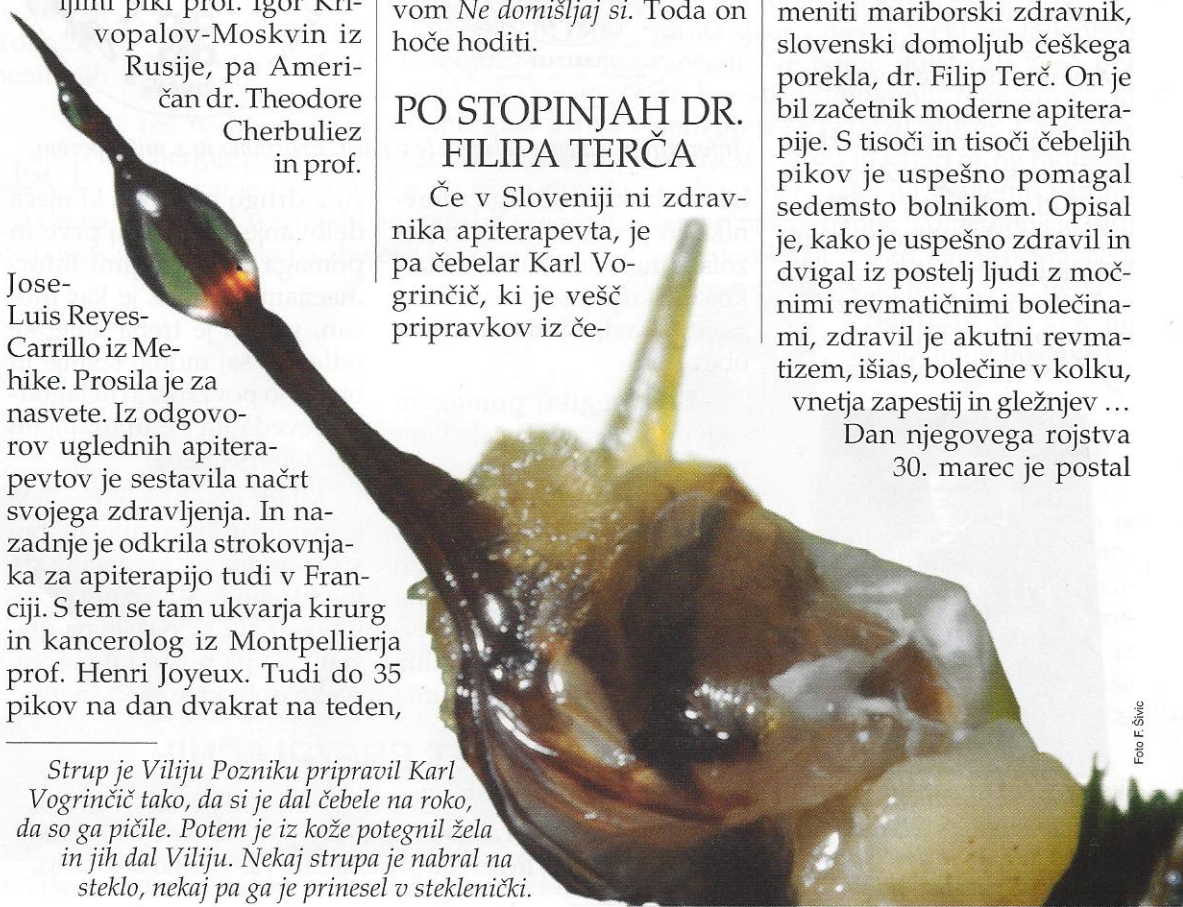 ljimi piki prof. Igor Kri-
vopalov-Moskvin iz
Rusije, pa Ameri-
čan dr. Theodore
Cherbuliez
in prof.
Jose-
Luis Reyes-
Carrillo iz Me-
hike. Prosila je za
nasvete. Iz odgovo-
rov uglednih apitera-
pevtov je sestavila načrt
svojega zdravljenja. In na-
zadnje je odkrila strokovnja-
ka za apiterapijo tudi v Fran-
ciji. S tem se tam ukvarja kirurg
in kancerolog iz Montpellierja
prof. Henri Joyeux. Tudi do 35
pikov na dan dvakrat na teden,
Strup je Viliju Pozniku pripravil Karl
Vogrinčič tako, da si je dal čebele na roko,
da so ga pičile. Potem je iz kože potegnil žela
in jih dal Viliju. Nekaj strupa je nabral na
steklo, nekaj pa ga je prinesel v steklenički.
vom Ne domišljaj si. Toda on
hoče hoditi.
PO STOPINJAH DR.
FILIPA TERČA
Če v Sloveniji ni zdrav-
nika apiterapevta, je
pa čebelar Karl Vo-
grinčič, ki je vešč
pripravkov iz če-
meniti mariborski zdravnik,
slovenski domoljub češkega
porekla, dr. Filip Terč. On je
bil začetnik moderne apitera-
pije. S tisoči in tisoči čebeljih
pikov je uspešno pomagal
sedemsto bolnikom. Opisal
je, kako je uspešno zdravil in
dvigal iz postelj ljudi z moč-
nimi revmatičnimi bolečina-
mi, zdravil je akutni revma-
tizem, išias, bolečine v kolku,
vnetja zapestij in gležnjev ...
Dan njegovega rojstva
30. marec je postal
Foto F. Šivic